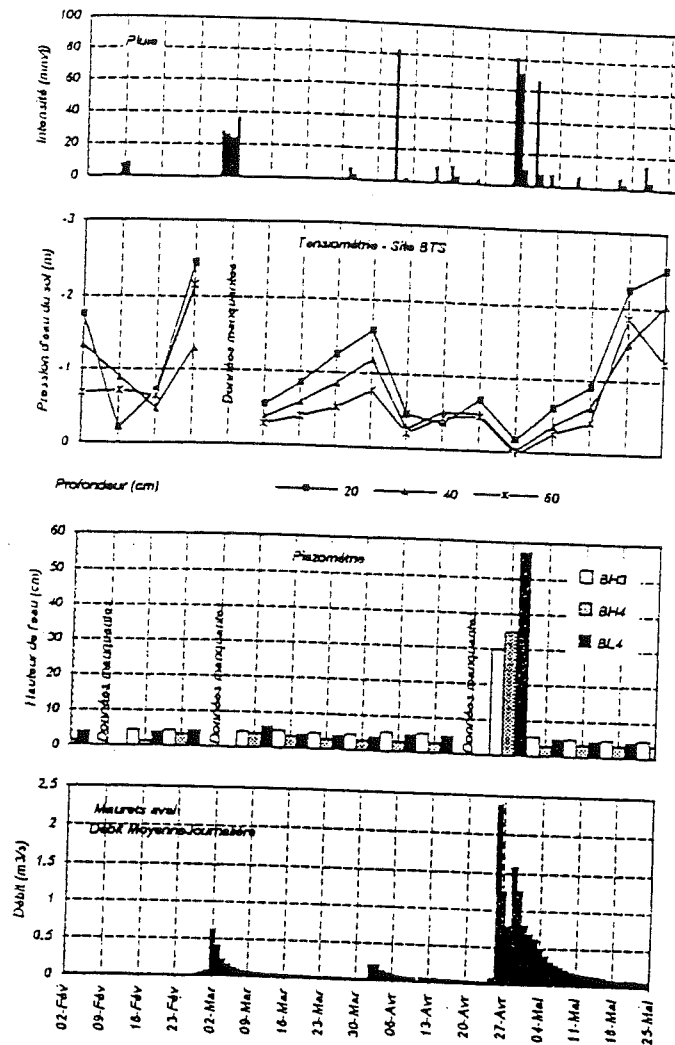 Pluie
Intensité (mm/j)
100
80
60
40
20
0
Tensiométrie - Site BTS
Pression d'eau du sol (m)
-3
-2
-1
0
Données manquantes
Profondeur (cm)
20
40
60
Piézométrie
Hauteur de l'eau (cm)
60
50
40
30
20
10
0
Données manquantes
Données manquantes
Données manquante
BH3
BH4
BL4
Maurets aval
Débit Moyenne Journalière
Débit (m3/s)
2,5
2
1,5
1
0,5
0
02-Fév
09-Fév
16-Fév
23-Fév
02-Mar
09-Mar
16-Mar
23-Mar
30-Mar
06-Avr
13-Avr
20-Avr
27-Avr
04-Mai
11-Mai
18-Mai
25-Mai